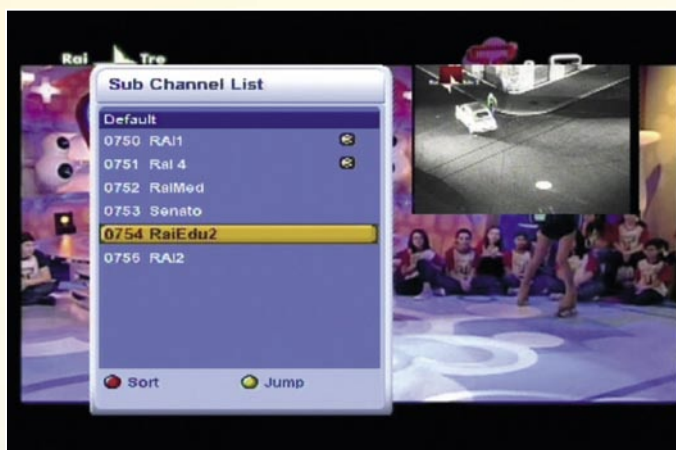 Rai Tre
Sub Channel List
Default
0750 RAI1
0751 Rai 4
0752 RaiMed
0753 Senato
0754 RaiEdu2
0755 RAI2
Sort Jump